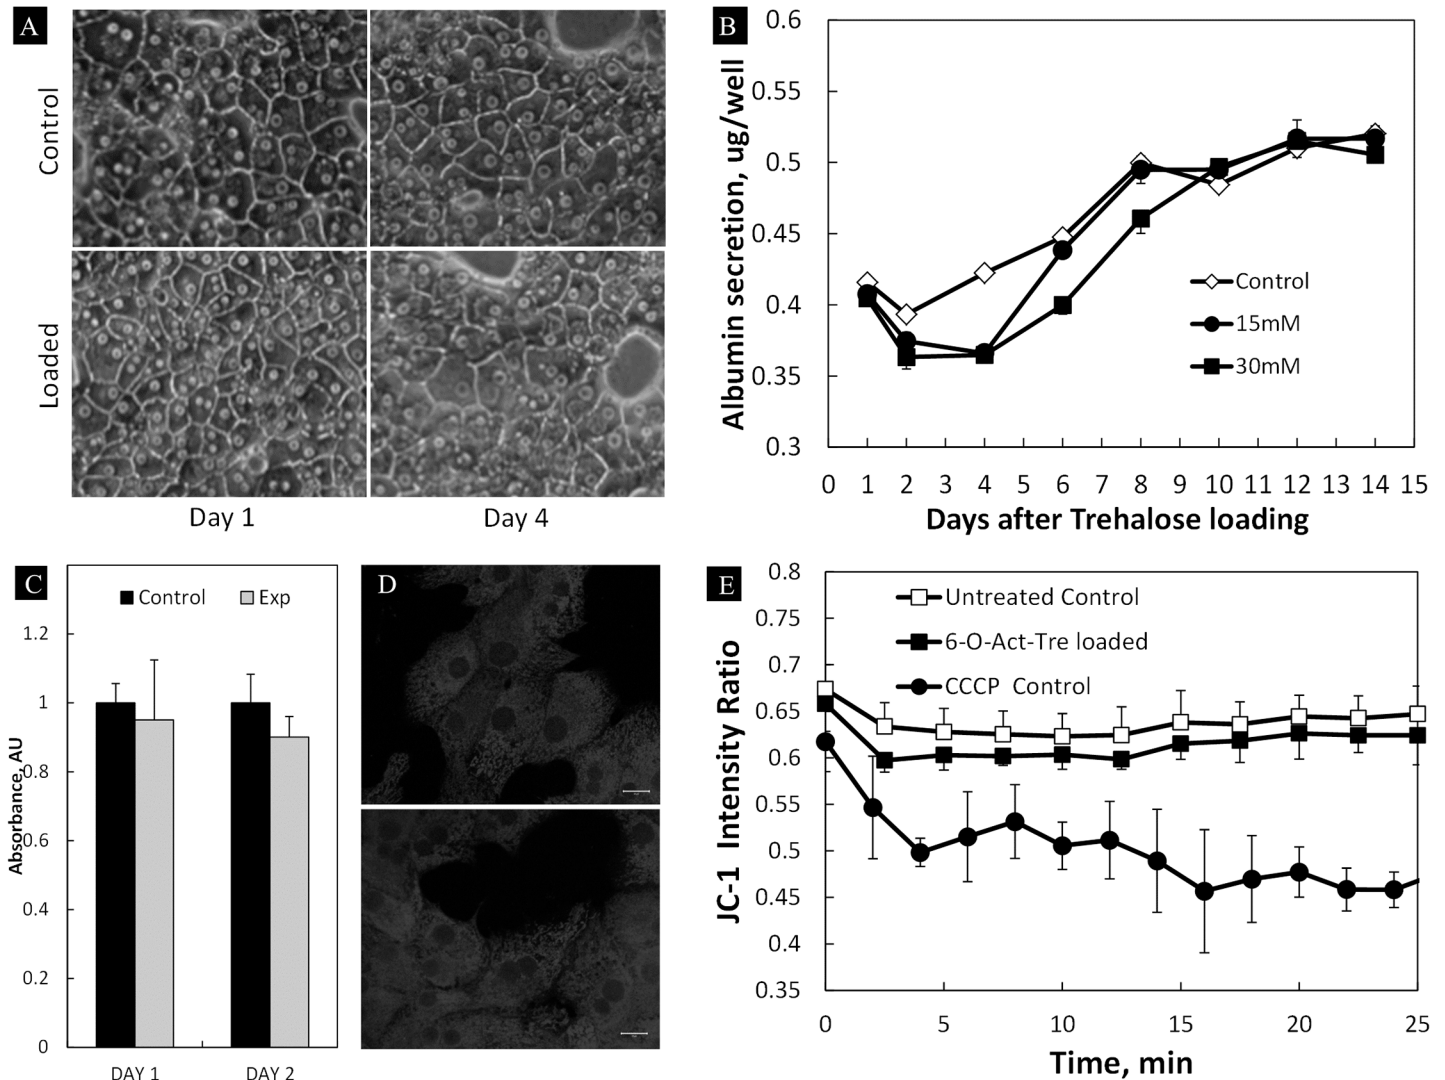 A
Control
Loaded
Day 1
Day 4
B
Albumin secretion, ug/well
0.6
0.55
0.5
0.45
0.4
0.35
0.3
Control
15mM
30mM
0 1 2 3 4 5 6 7 8 9 10 11 12 13 14 15
Days after Trehalose loading
C
Control Exp
Absorbance, AU
1.2
1
0.8
0.6
0.4
0.2
0
DAY 1 DAY 2
D
E
JC-1 Intensity Ratio
0.8
0.75
0.7
0.65
0.6
0.55
0.5
0.45
0.4
0.35
Untreated Control
6-O-Act-Tre loaded
CCCP Control
0 5 10 15 20 25
Time, min